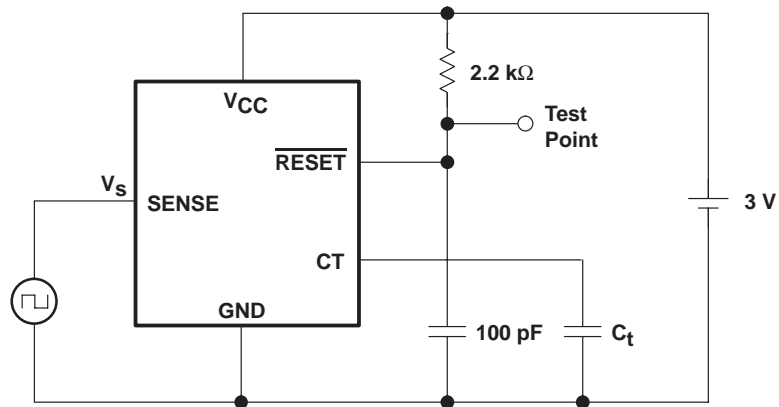 2.2 kΩ
VCC
Test
Point
RESET
Vs
SENSE
3 V
CT
GND
100 pF
Ct